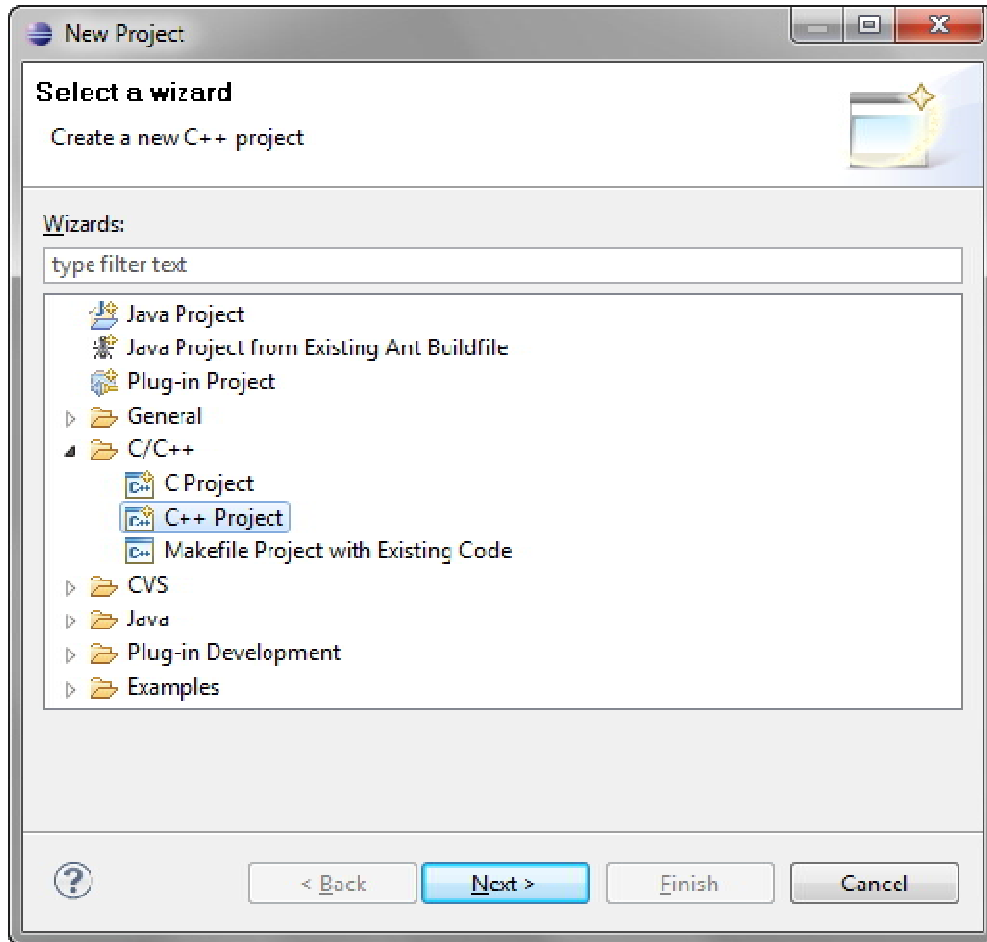 New Project
Select a wizard
Create a new C++ project
Wizards:
type filter text
Java Project
Java Project from Existing Ant Buildfile
Plug-in Project
General
C/C++
C Project
C++ Project
Makefile Project with Existing Code
CVS
Java
Plug-in Development
Examples
? < Back Next > Finish Cancel